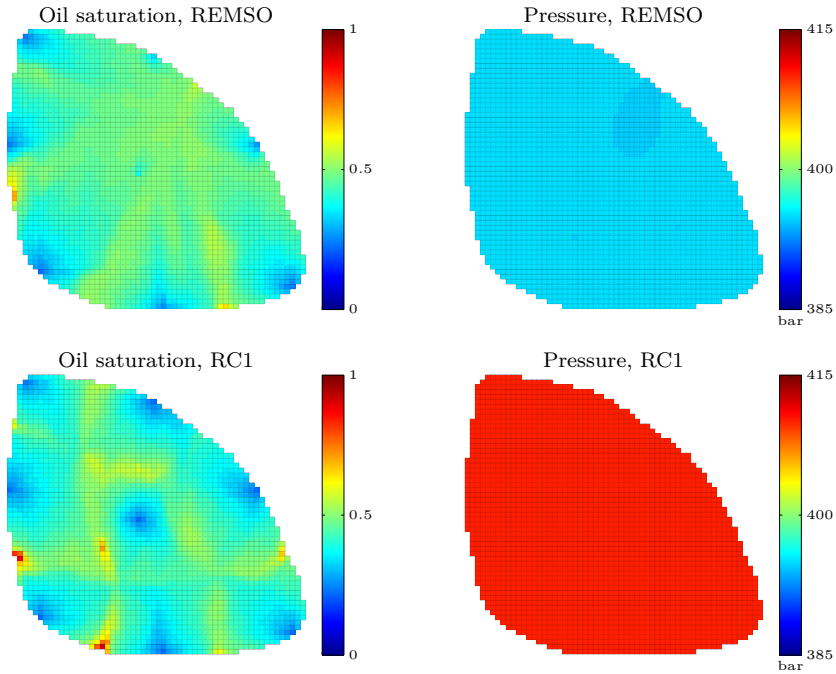 Oil saturation, REMSO
Pressure, REMSO
1
0.5
0
415
400
385
bar
Oil saturation, RC1
Pressure, RC1
1
0.5
0
415
400
385
bar